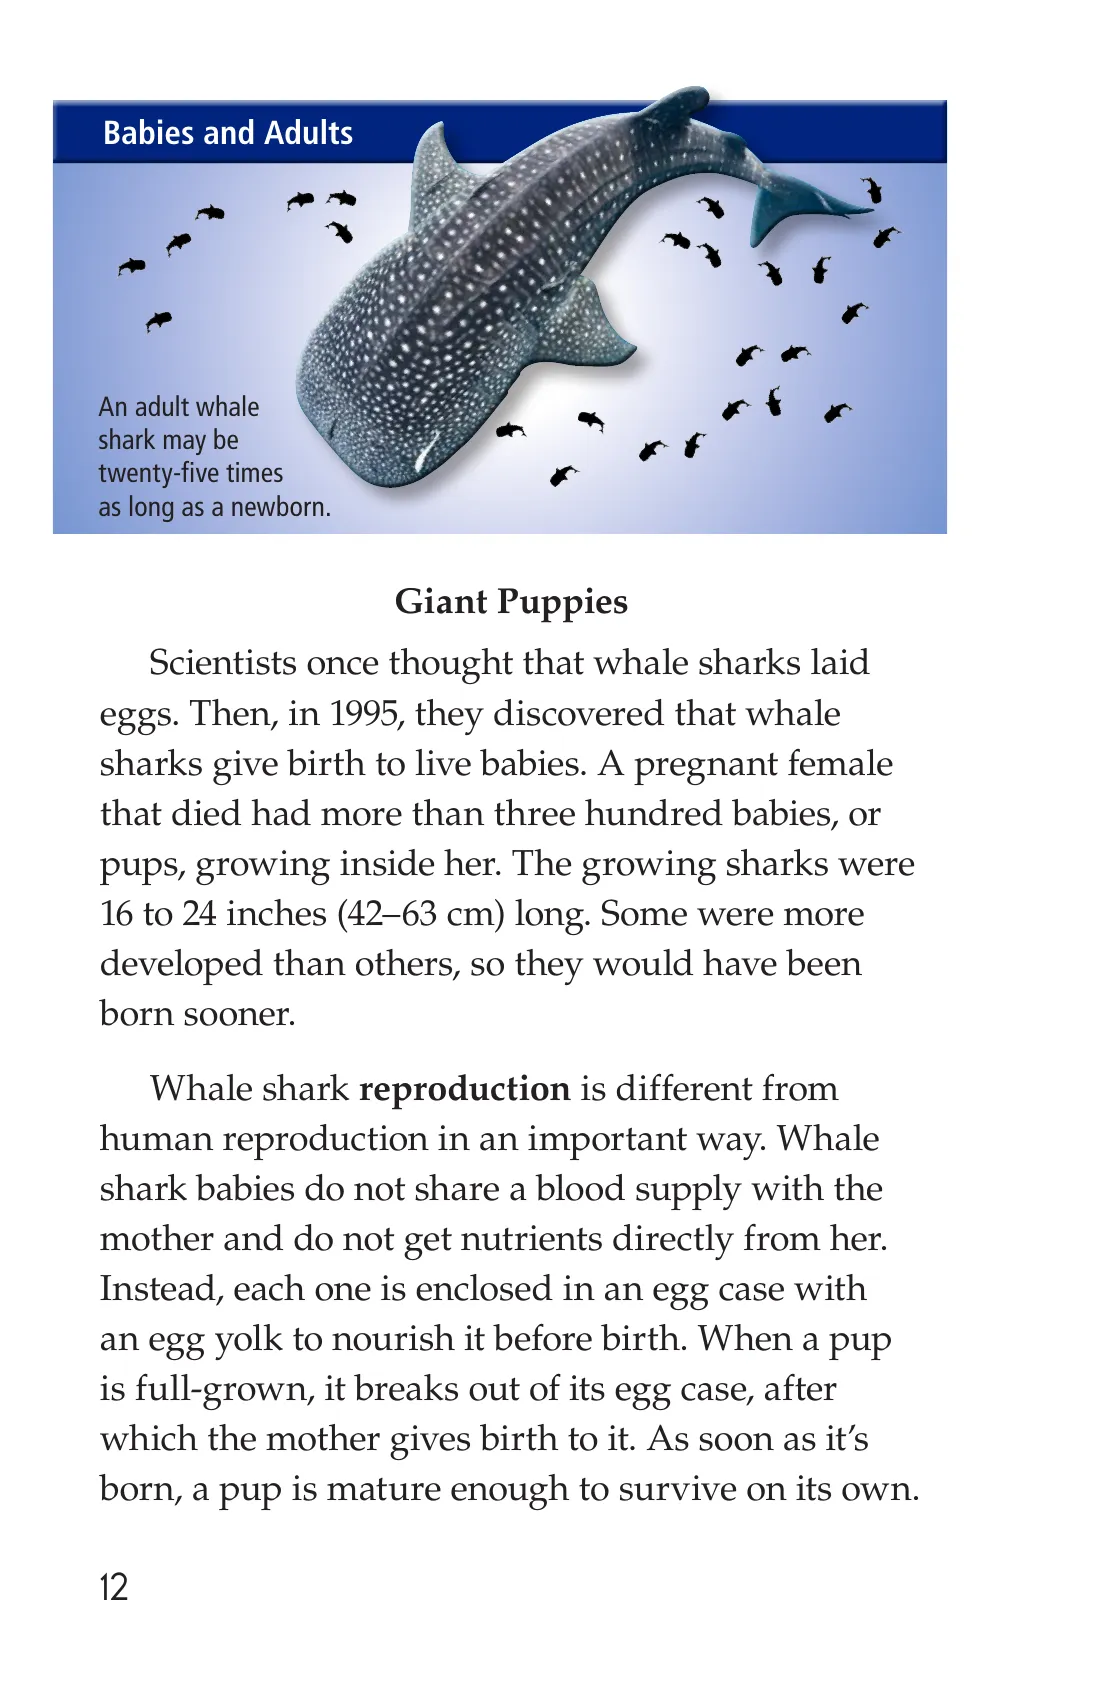 Babies and Adults
An adult whale
shark may be
twenty-five times
as long as a newborn.
Giant Puppies
Scientists once thought that whale sharks laid
eggs. Then, in 1995, they discovered that whale
sharks give birth to live babies. A pregnant female
that died had more than three hundred babies, or
pups, growing inside her. The growing sharks were
16 to 24 inches (42–63 cm) long. Some were more
developed than others, so they would have been
born sooner.
Whale shark reproduction is different from
human reproduction in an important way. Whale
shark babies do not share a blood supply with the
mother and do not get nutrients directly from her.
Instead, each one is enclosed in an egg case with
an egg yolk to nourish it before birth. When a pup
is full-grown, it breaks out of its egg case, after
which the mother gives birth to it. As soon as it’s
born, a pup is mature enough to survive on its own.
12